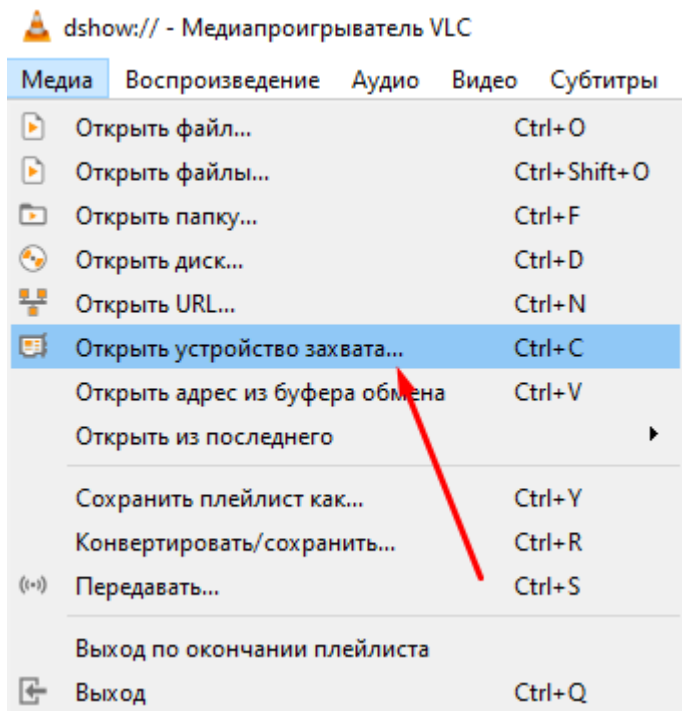 dshow:// - Медиапроигрыватель VLC
Медиа Воспроизведение Аудио Видео Субтитры
Открыть файл... Ctrl+O
Открыть файлы... Ctrl+Shift+O
Открыть папку... Ctrl+F
Открыть диск... Ctrl+D
Открыть URL... Ctrl+N
Открыть устройство захвата... Ctrl+C
Открыть адрес из буфера обмена Ctrl+V
Открыть из последнего
Сохранить плейлист как... Ctrl+Y
Конвертировать/сохранить... Ctrl+R
Передавать... Ctrl+S
Выход по окончании плейлиста
Выход Ctrl+Q